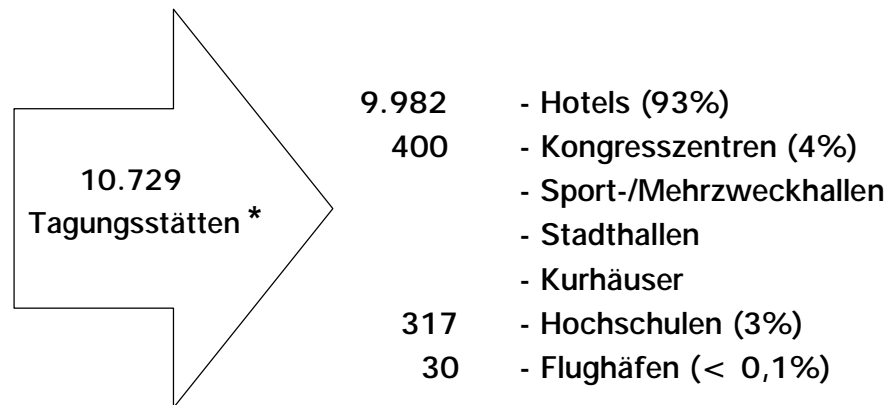 10.729
Tagungsstätten *
9.982 - Hotels (93%)
400 - Kongresszentren (4%)
- Sport-/Mehrzweckhallen
- Stadthallen
- Kurhäuser
317 - Hochschulen (3%)
30 - Flughäfen (< 0,1%)